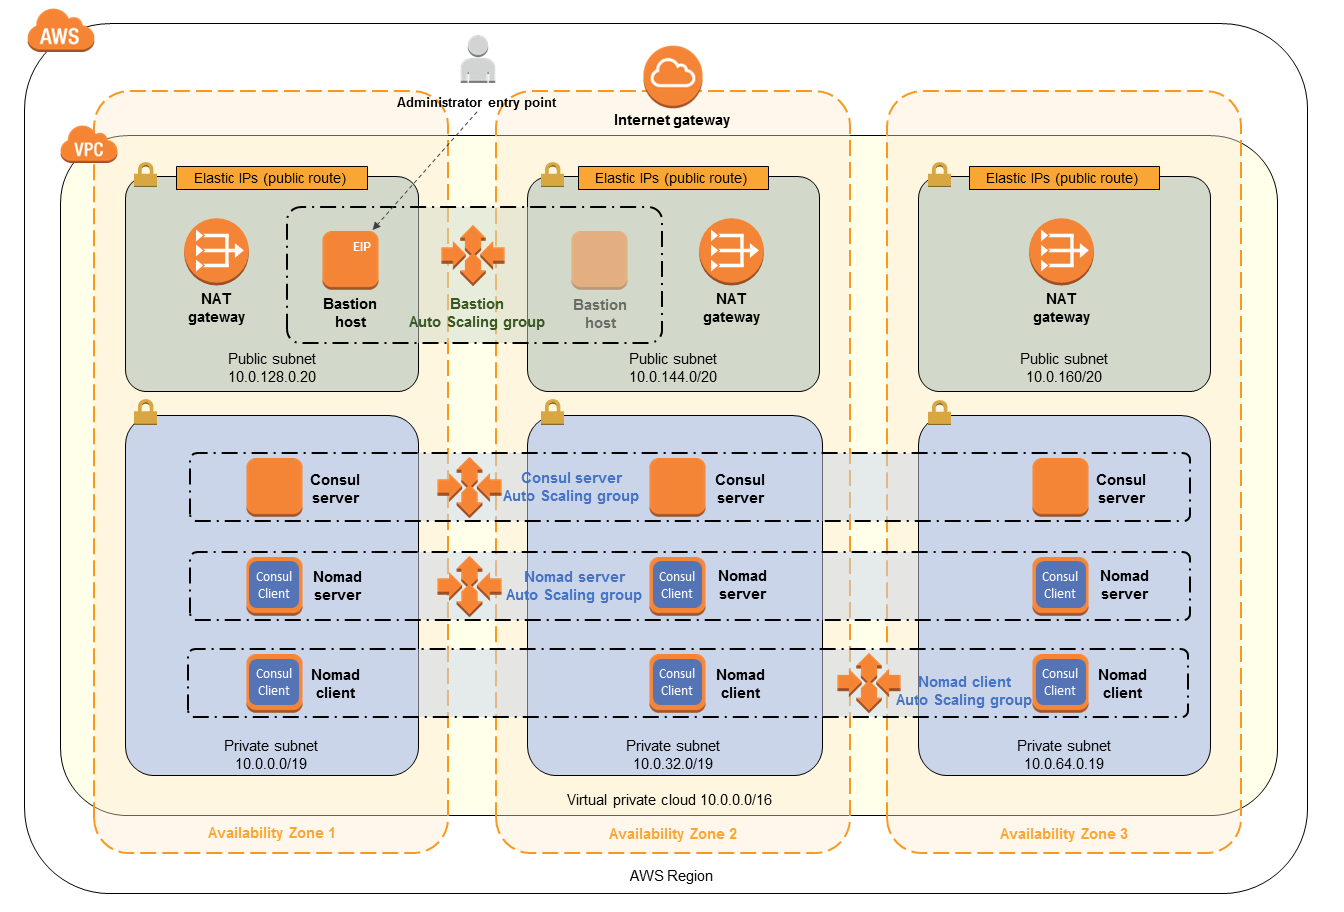 AWS
Administrator entry point
Internet gateway
VPC
Elastic IPs (public route)
Elastic IPs (public route)
Elastic IPs (public route)
EIP
NAT
gateway
Bastion
host
Bastion
Auto Scaling group
Bastion
host
NAT
gateway
NAT
gateway
Public subnet
10.0.128.0.20
Public subnet
10.0.144.0/20
Public subnet
10.0.160/20
Consul
server
Consul server
Auto Scaling group
Consul
server
Consul
server
Consul
Client
Nomad
server
Nomad server
Auto Scaling group
Consul
Client
Nomad
server
Consul
Client
Nomad
server
Consul
Client
Nomad
client
Consul
Client
Nomad
client
Nomad client
Auto Scaling group
Consul
Client
Nomad
client
Private subnet
10.0.0.0/19
Private subnet
10.0.32.0/19
Private subnet
10.0.64.0.19
Virtual private cloud 10.0.0.0/16
Availability Zone 1
Availability Zone 2
Availability Zone 3
AWS Region